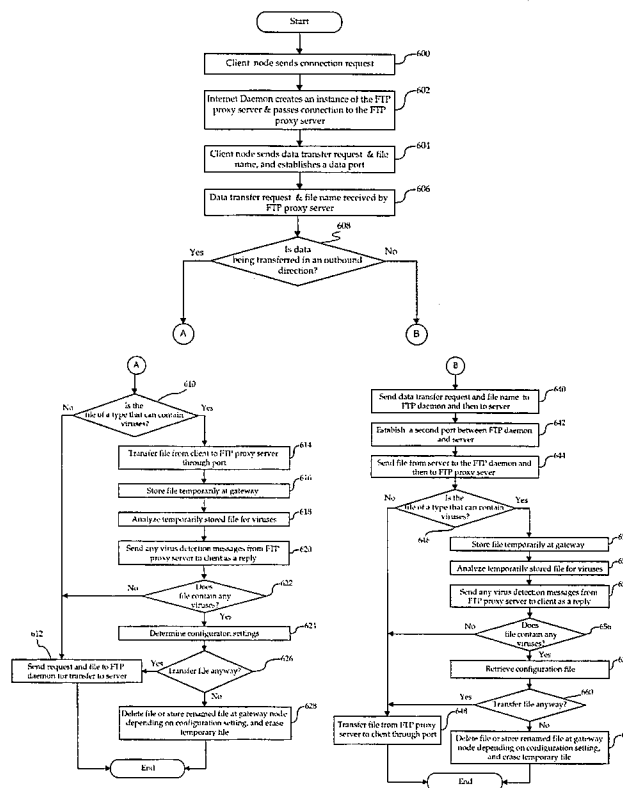 Start
Client node sends connection request
600
Internet Daemon creates an instance of the FTP
proxy server & passes connection to the FTP
proxy server
602
Client node sends data transfer request & file
name, and establishes a data port
604
Data transfer request & file name received by
FTP proxy server
606
608
Is data
being transferred in an outbound
direction?
Yes
No
A
B
A
610
Is the
file of a type that can contain
viruses?
No
Yes
Transfer file from client to FTP proxy server
through port
614
Store file temporarily at gateway
616
Analyze temporarily stored file for viruses
618
Send any virus detection messages from FTP
proxy server to client as a reply
620
Does
file contain any
viruses?
622
No
Yes
Determine configuration settings
624
612
Send request and file to FTP
daemon for transfer to server
Yes
Transfer file anyway?
626
No
Delete file or store renamed file at gateway node
depending on configuration setting, and erase
temporary file
628
End
B
Send data transfer request and file name to
FTP daemon and then to server
640
Establish a second port between FTP daemon
and server
642
Send file from server to the FTP daemon and
then to FTP proxy sever
644
Is the
file of a type that can contain
viruses?
No
Yes
646
Store file temporarily at gateway
Analyze temporarily stored file for viruses
Send any virus detection messages from
FTP proxy server to client as a reply
Does
file contain any
viruses?
656
No
Yes
Retrieve configuration file
Yes
Transfer file anyway?
660
No
Transfer file from FTP proxy
server to client through port
648
Delete file or store renamed file at gateway
node depending on configuration setting,
and erase temporary file
End